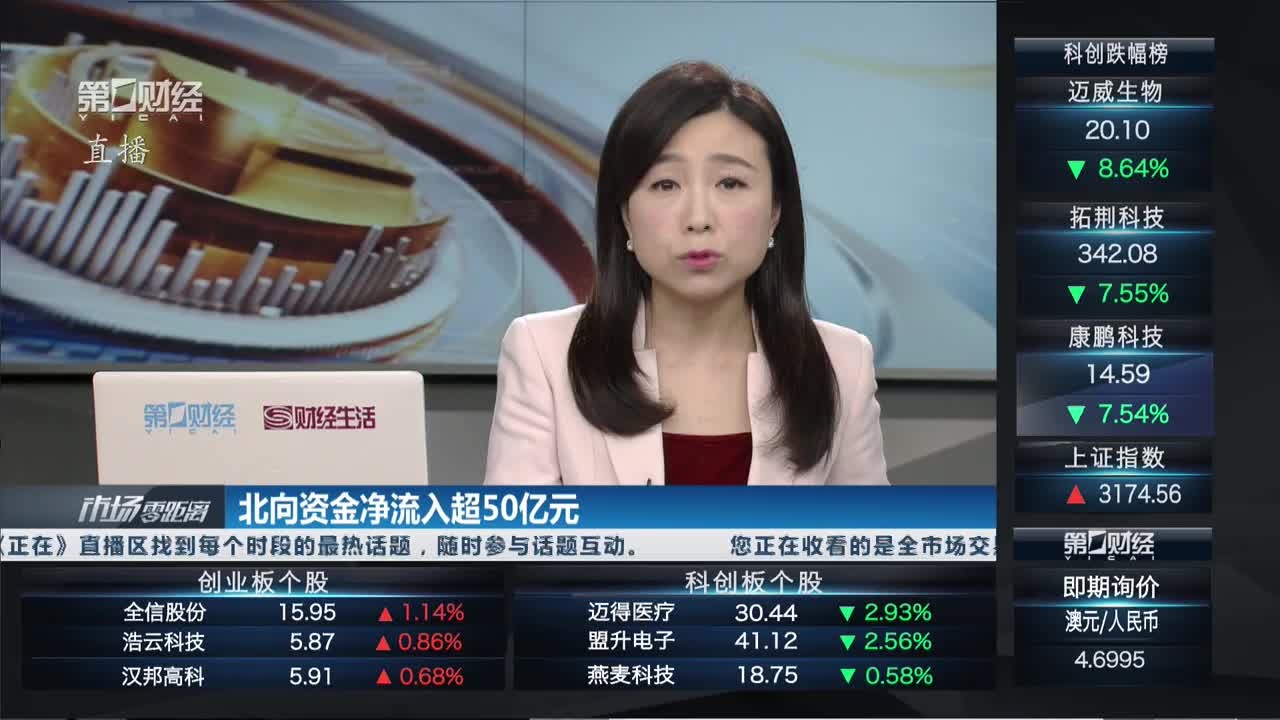 第一财经
YICAI
直播
第一财经
YICAI
财经生活
市场零距离
北向资金净流入超50亿元
《正在》直播区找到每个时段的最热话题，随时参与话题互动。 您正在收看的是全市场交易
创业板个股
全信股份 15.95 ▲ 1.14%
浩云科技 5.87 ▲ 0.86%
汉邦高科 5.91 ▲ 0.68%
科创板个股
迈得医疗 30.44 ▼ 2.93%
盟升电子 41.12 ▼ 2.56%
燕麦科技 18.75 ▼ 0.58%
科创跌幅榜
迈威生物
20.10
▼ 8.64%
拓荆科技
342.08
▼ 7.55%
康鹏科技
14.59
▼ 7.54%
上证指数
▲ 3174.56
第一财经
YICAI
即期询价
澳元/人民币
4.6995